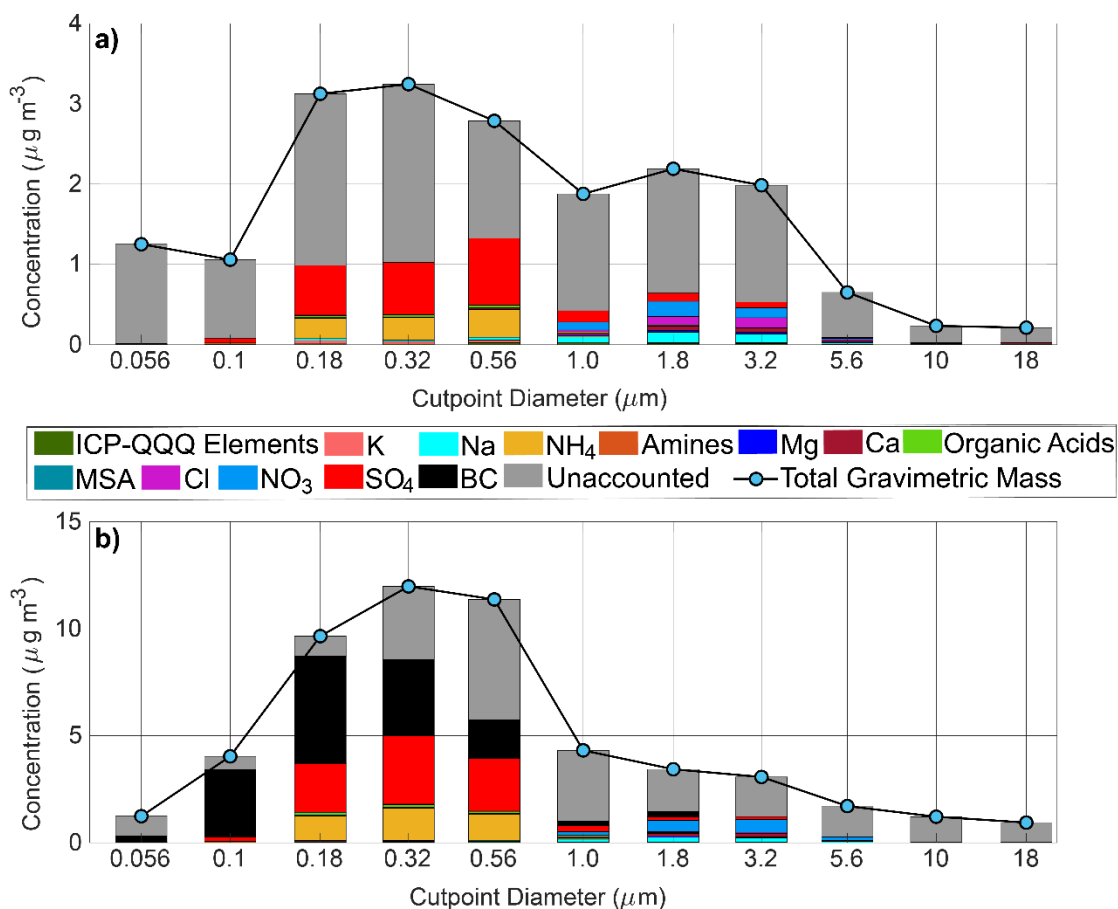 a)
4
3
2
1
0
Concentration ( μg m⁻³ )
0.056 0.1 0.18 0.32 0.56 1.0 1.8 3.2 5.6 10 18
Cutpoint Diameter (μm)
ICP-QQQ Elements K Na NH₄ Amines Mg Ca Organic Acids
MSA Cl NO₃ SO₄ BC Unaccounted Total Gravimetric Mass
b)
15
10
5
0
Concentration ( μg m⁻³ )
0.056 0.1 0.18 0.32 0.56 1.0 1.8 3.2 5.6 10 18
Cutpoint Diameter (μm)